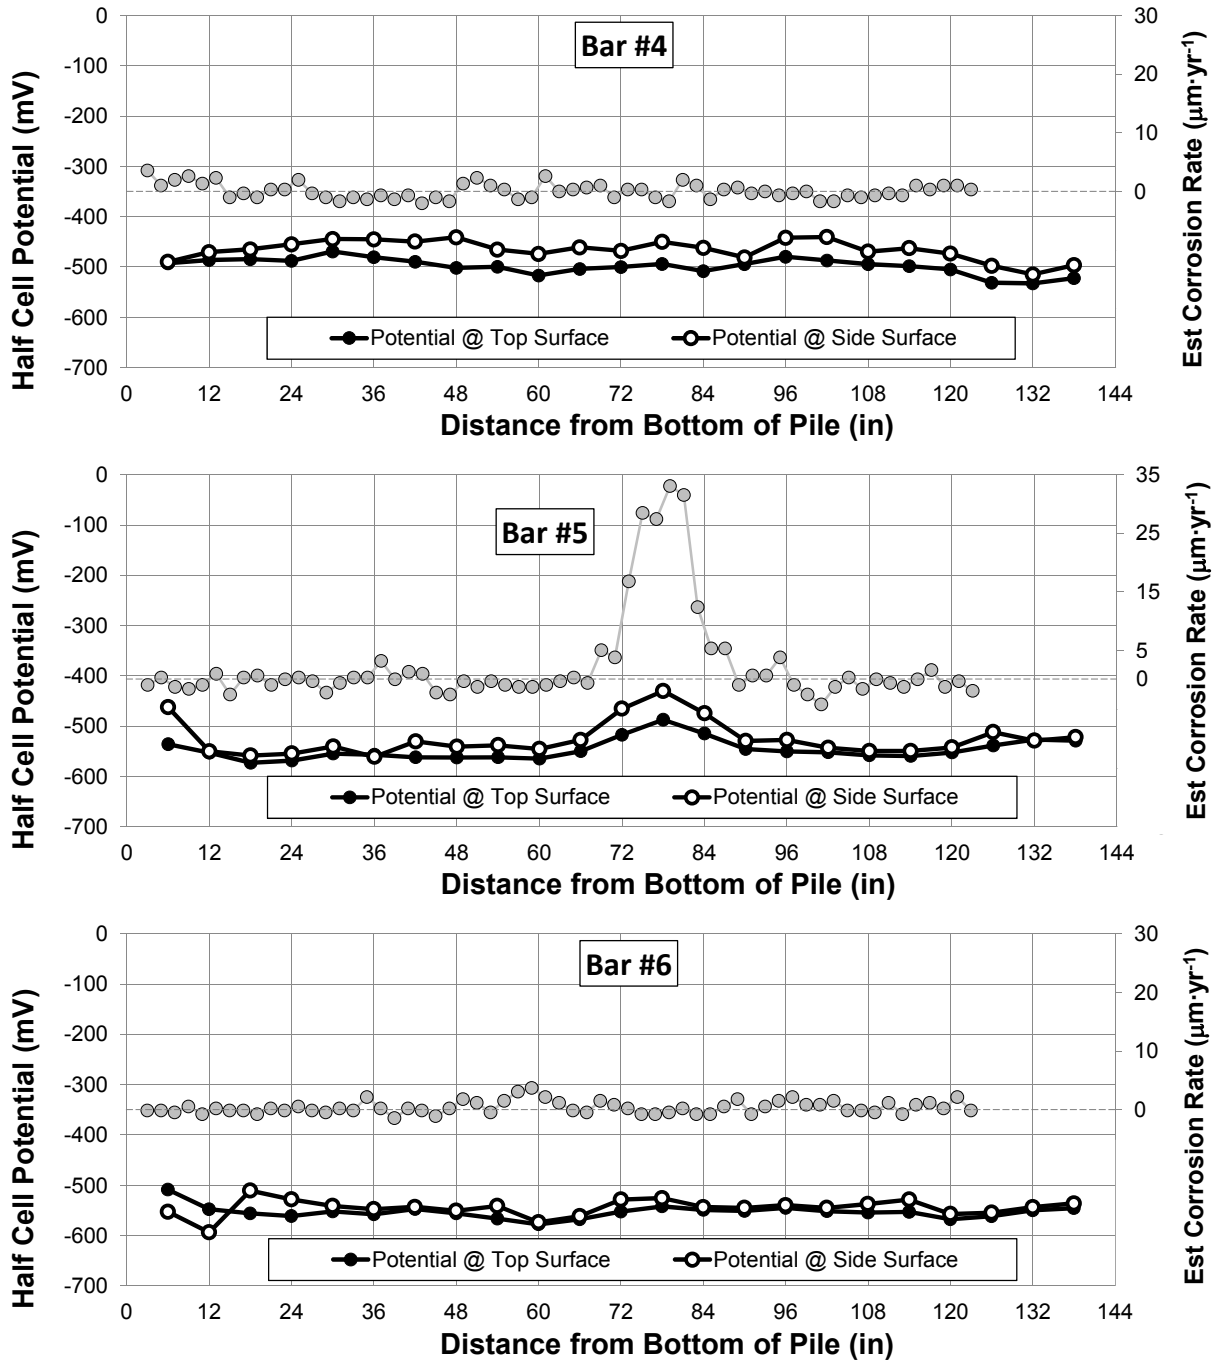 Bar #4
Half Cell Potential (mV)
0
-100
-200
-300
-400
-500
-600
-700
30
20
10
0
Est Corrosion Rate (µm·yr-1)
Potential @ Top Surface Potential @ Side Surface
0 12 24 36 48 60 72 84 96 108 120 132 144
Distance from Bottom of Pile (in)
Bar #5
Half Cell Potential (mV)
0
-100
-200
-300
-400
-500
-600
-700
35
25
15
5
0
Est Corrosion Rate (µm·yr-1)
Potential @ Top Surface Potential @ Side Surface
0 12 24 36 48 60 72 84 96 108 120 132 144
Distance from Bottom of Pile (in)
Bar #6
Half Cell Potential (mV)
0
-100
-200
-300
-400
-500
-600
-700
30
20
10
0
Est Corrosion Rate (µm·yr-1)
Potential @ Top Surface Potential @ Side Surface
0 12 24 36 48 60 72 84 96 108 120 132 144
Distance from Bottom of Pile (in)